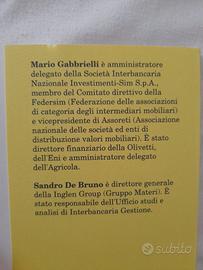 Mario Gabbrielli è amministratore
delegato della Società Interbancaria
Nazionale Investimenti-Sim S.p.A.,
membro del Comitato direttivo della
Federsim (Federazione delle associazioni
di categoria degli intermediari mobiliari) e
vicepresidente di Assoreti (Associazione
nazionale delle società ed enti di
distribuzione valori mobiliari). È stato
direttore finanziario della Olivetti,
dell'Eni e amministratore delegato
dell'Agricola.
Sandro De Bruno è direttore generale
della Inglen Group (Gruppo Materi). È
stato responsabile dell'Ufficio studi e
analisi di Interbancaria Gestione.
subito